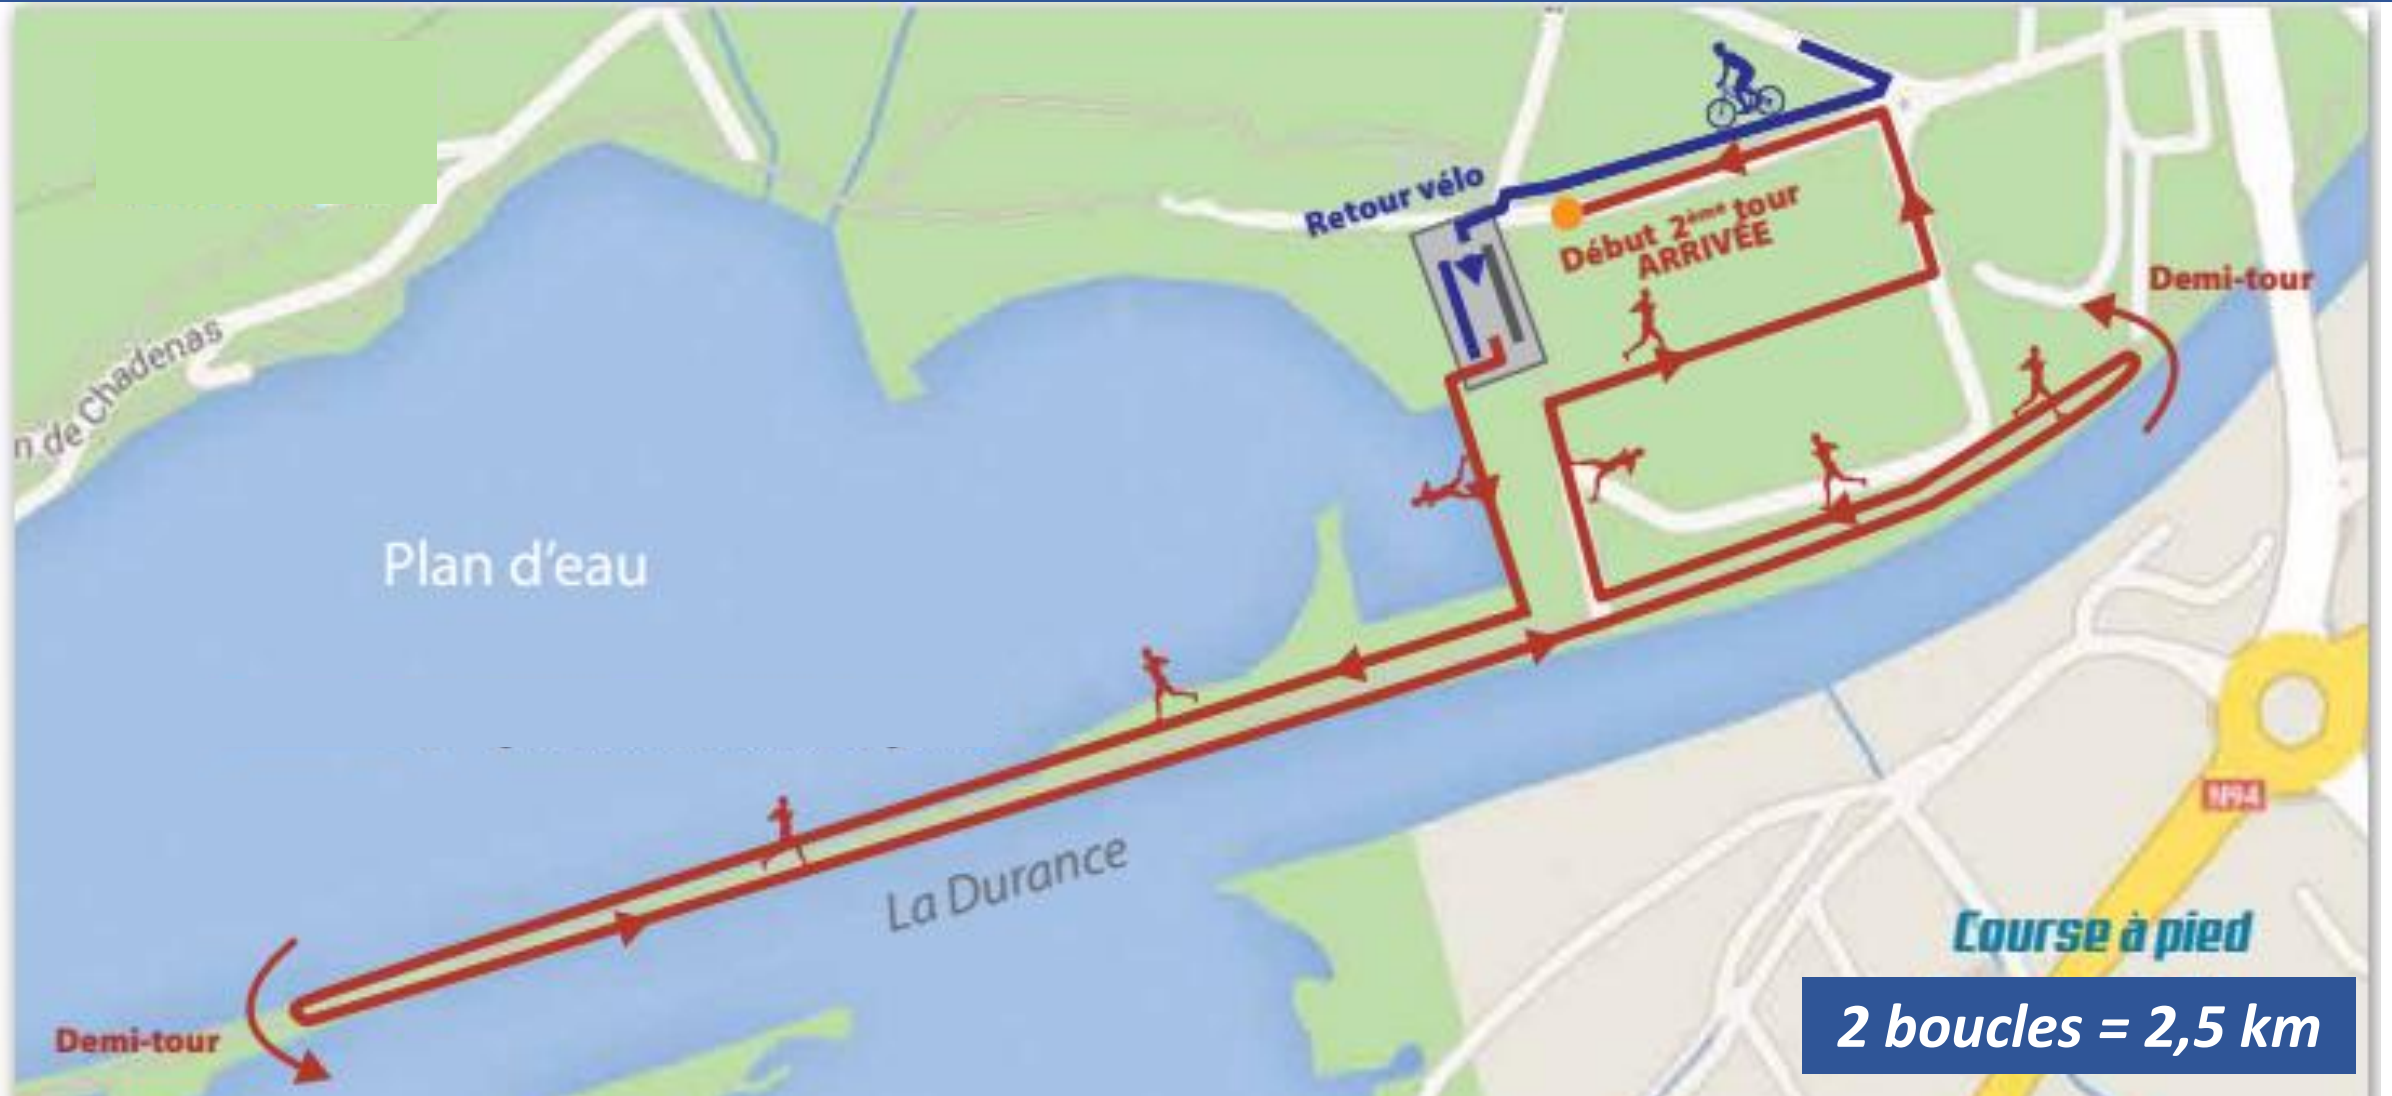 Retour vélo
Début 2ème tour
ARRIVÉE
Demi-tour
n de Chadenas
Plan d'eau
La Durance
N94
Course à pied
Demi-tour
2 boucles = 2,5 km